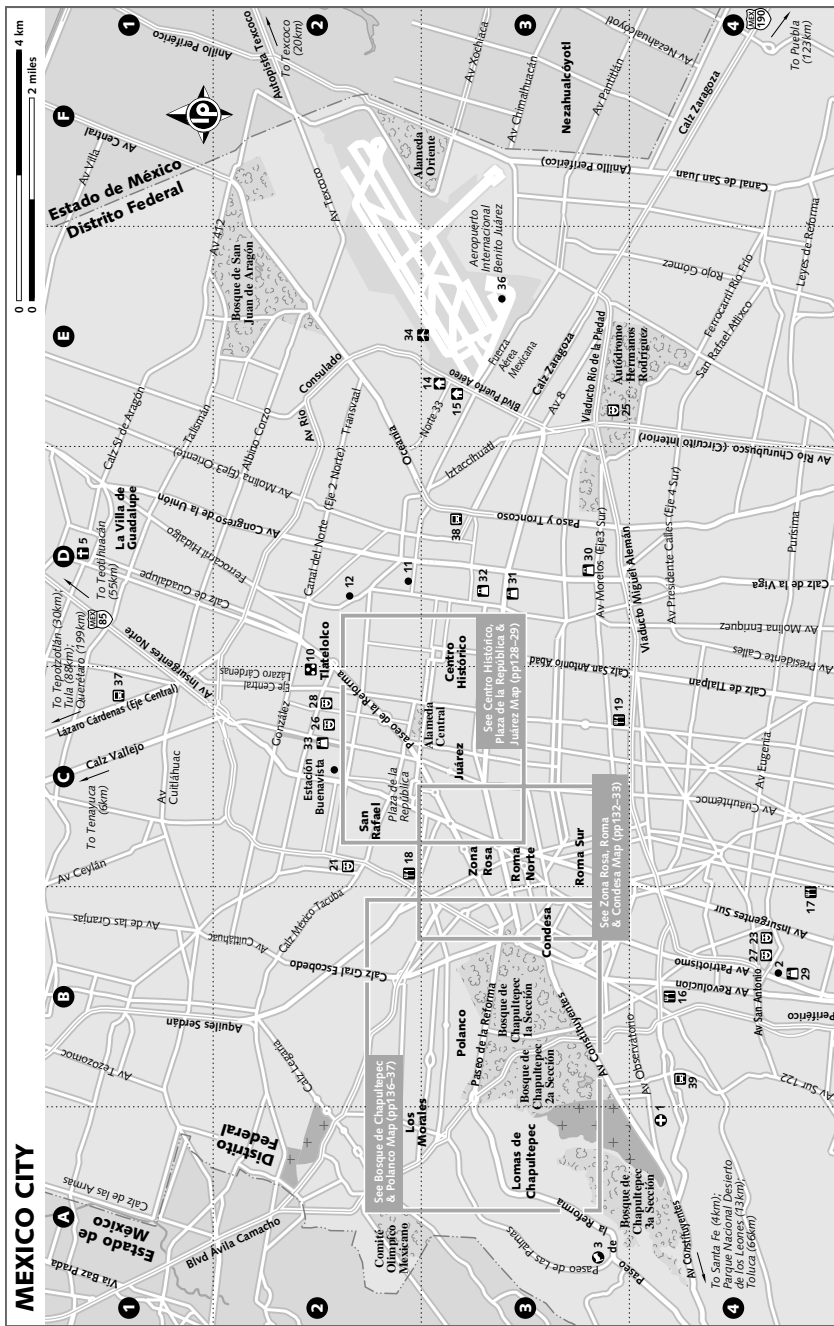 MEXICO CITY
0 4 km
0 2 miles
A
B
C
D
E
F
1
2
3
4
1
2
3
4
Via Baz Prada
Estado de
México
Calz de las Armas
Distrito
Federal
Blvd Ávila Camacho
Comité
Olímpico
Mexicano
Av Tezozomoc
Aquiles Serdán
Calz Legaria
Av de las Granjas
Av Cuitláhuac
Calz México Tacuba
Calz Gral Escobedo
See Bosque de Chapultepec
& Polanco Map (pp136–37)
Av Ceylán
21
18
To Tenayuca
(6km)
Calz Vallejo
Av
Cuitláhuac
Lázaro Cárdenas (Eje Central)
37
To Tepotzotlán (30km);
Tula (88km);
Querétaro (199km)
MEX
85
To Teotihuacán
(55km)
Av Insurgentes Norte
5
La Villa de
Guadalupe
Calz de Guadalupe
Ferrocarril Hidalgo
Av Congreso de la Unión
Av Molina (Eje3 Oriente)
Albino Corzo
Talismán
Calz SJ de Aragón
Canal del Norte (Eje 2 Norte)
Transvaal
Av Río
Consulado
Oceanía
Norte 33
González
Eje Central
Lázaro Cárdenas
10
Tlatelolco
33
26
28
Estación
Buenavista
San
Rafael
Plaza de la
República
Paseo de la Reforma
Alameda
Central
12
11
Bosque de San
Juan de Aragón
Av 412
Estado de México
Distrito Federal
Av Villa
Av Central
Anillo Periférico
Autopista Texcoco
To Texcoco
(20km)
lp
Av Texcoco
34
14
15
Blvd Puerto Aéreo
Fuerza
Aérea
Mexicana
Aeropuerto
Internacional
Benito Juárez
36
Alameda
Oriente
Av Xochiaca
Av Chimalhuacán
Nezahualcóyotl
Av Nezahualcóyotl
Av Pantitlán
(Anillo Periférico)
MEX
190
To Puebla
(123km)
Calz Zaragoza
Calz Zaragoza
Canal de San Juan
Rojo Gómez
Leyes de Reforma
Ferrocarril Río Frío
San Rafael Atlixco
Autódromo
Hermanos
Rodríguez
Viaducto Río de la Piedad
Av 8
25
Av Río Churubusco (Circuito Interior)
Iztaccíhuatl
Paso y Troncoso
38
32
31
30
Av Morelos (Eje3 Sur)
Viaducto Miguel Alemán
Av Presidente Calles (Eje 4 Sur)
Purísima
Calz de la Viga
Av Molina Enriquez
Av Presidente Calles
Centro
Histórico
Juárez
See Centro Histórico,
Plaza de la República &
Juárez Map (pp128–29)
Calz San Antonio Abad
Calz de Tlalpan
19
Av Eugenia
Av Cuauhtémoc
Zona
Rosa
Roma
Norte
Roma Sur
Condesa
See Zona Rosa, Roma
& Condesa Map (pp132–33)
17
Av Insurgentes Sur
27
23
2
29
Av San Antonio
Av Patriotismo
Av Revolución
16
Periférico
Av Sur 122
39
Av Observatorio
1
Los
Morales
Polanco
Paseo de la Reforma
Bosque de
Chapultepec
1a Sección
Bosque de
Chapultepec
2a Sección
Av Constituyentes
Lomas de
Chapultepec
Bosque de
Chapultepec
3a Sección
Paseo de Las Palmas
3
Paseo de la Reforma
Av Constituyentes
To Santa Fe (4km);
Parque Nacional Desierto
de los Leones (13km);
Toluca (66km)